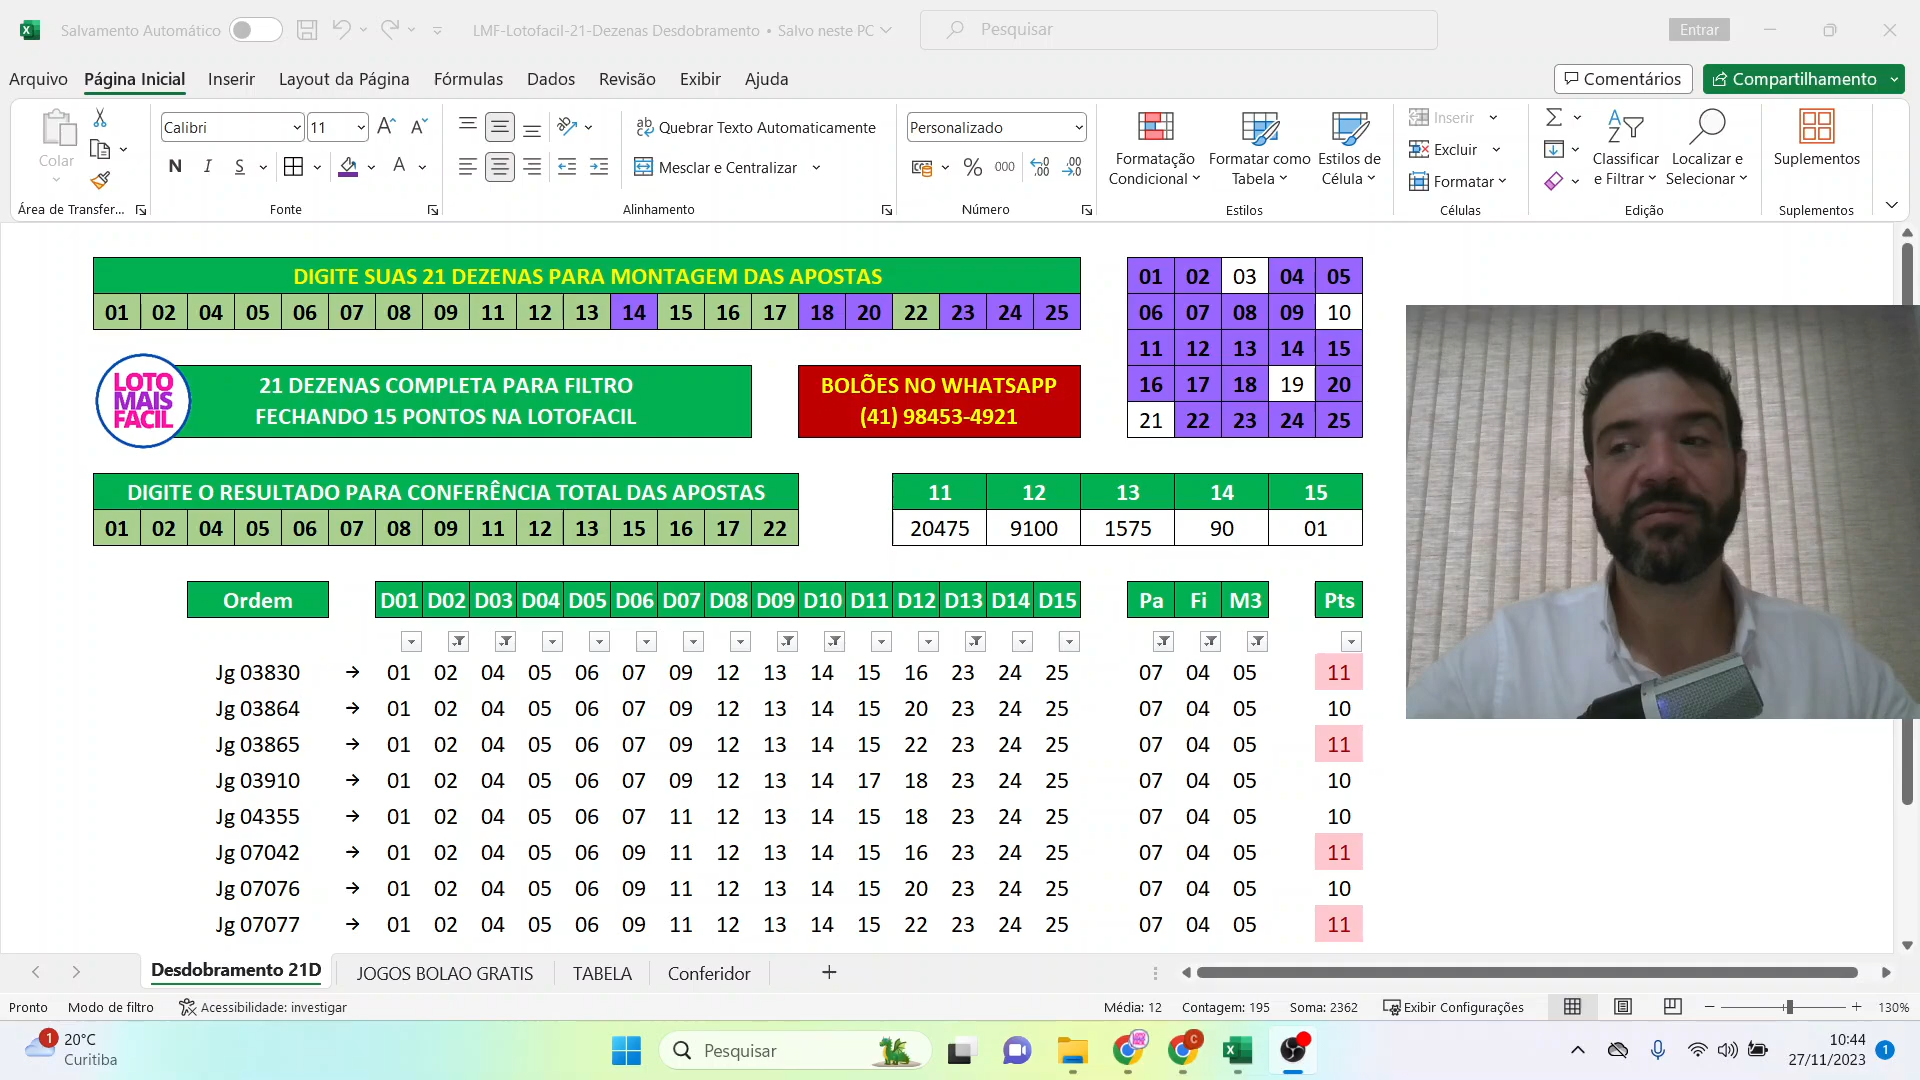 Salvamento Automático
LMF-Lotofacil-21-Dezenas Desdobramento • Salvo neste PC
Pesquisar
Entrar
Arquivo Página Inicial Inserir Layout da Página Fórmulas Dados Revisão Exibir Ajuda
Comentários
Compartilhamento
Colar
Área de Transfer...
Calibri 11
N I S
Fonte
Quebrar Texto Automaticamente
Mesclar e Centralizar
Alinhamento
Personalizado
% 000
Número
Formatação Condicional
Formatar como Tabela
Estilos de Célula
Estilos
Inserir
Excluir
Formatar
Células
Classificar e Filtrar
Localizar e Selecionar
Edição
Suplementos
Suplementos
DIGITE SUAS 21 DEZENAS PARA MONTAGEM DAS APOSTAS
01 02 04 05 06 07 08 09 11 12 13 14 15 16 17 18 20 22 23 24 25
01 02 03 04 05
06 07 08 09 10
11 12 13 14 15
16 17 18 19 20
21 22 23 24 25
LOTO
MAIS
FACIL
21 DEZENAS COMPLETA PARA FILTRO
FECHANDO 15 PONTOS NA LOTOFACIL
BOLÕES NO WHATSAPP
(41) 98453-4921
DIGITE O RESULTADO PARA CONFERÊNCIA TOTAL DAS APOSTAS
01 02 04 05 06 07 08 09 11 12 13 15 16 17 22
11 12 13 14 15
20475 9100 1575 90 01
Ordem D01 D02 D03 D04 D05 D06 D07 D08 D09 D10 D11 D12 D13 D14 D15 Pa Fi M3 Pts
Jg 03830 → 01 02 04 05 06 07 09 12 13 14 15 16 23 24 25 07 04 05 11
Jg 03864 → 01 02 04 05 06 07 09 12 13 14 15 20 23 24 25 07 04 05 10
Jg 03865 → 01 02 04 05 06 07 09 12 13 14 15 22 23 24 25 07 04 05 11
Jg 03910 → 01 02 04 05 06 07 09 12 13 14 17 18 23 24 25 07 04 05 10
Jg 04355 → 01 02 04 05 06 07 11 12 13 14 15 18 23 24 25 07 04 05 10
Jg 07042 → 01 02 04 05 06 09 11 12 13 14 15 16 23 24 25 07 04 05 11
Jg 07076 → 01 02 04 05 06 09 11 12 13 14 15 20 23 24 25 07 04 05 10
Jg 07077 → 01 02 04 05 06 09 11 12 13 14 15 22 23 24 25 07 04 05 11
Desdobramento 21D JOGOS BOLAO GRATIS TABELA Conferidor
Pronto Modo de filtro Acessibilidade: investigar
Média: 12 Contagem: 195 Soma: 2362 Exibir Configurações 130%
1
20°C
Curitiba
Pesquisar
10:44
27/11/2023
1